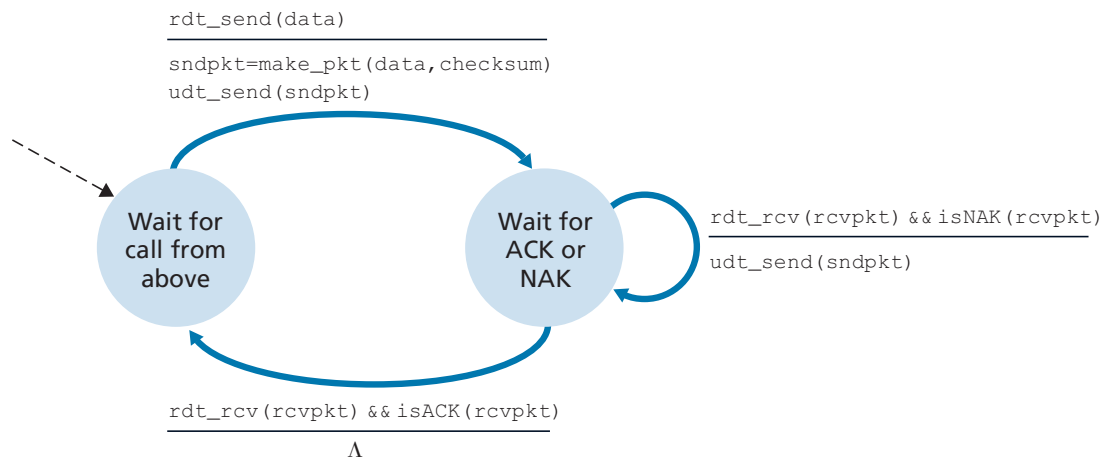 rdt_send(data)
sndpkt=make_pkt(data,checksum)
udt_send(sndpkt)
Wait for
call from
above
Wait for
ACK or
NAK
rdt_rcv(rcvpkt) && isNAK(rcvpkt)
udt_send(sndpkt)
rdt_rcv(rcvpkt) && isACK(rcvpkt)
Λ